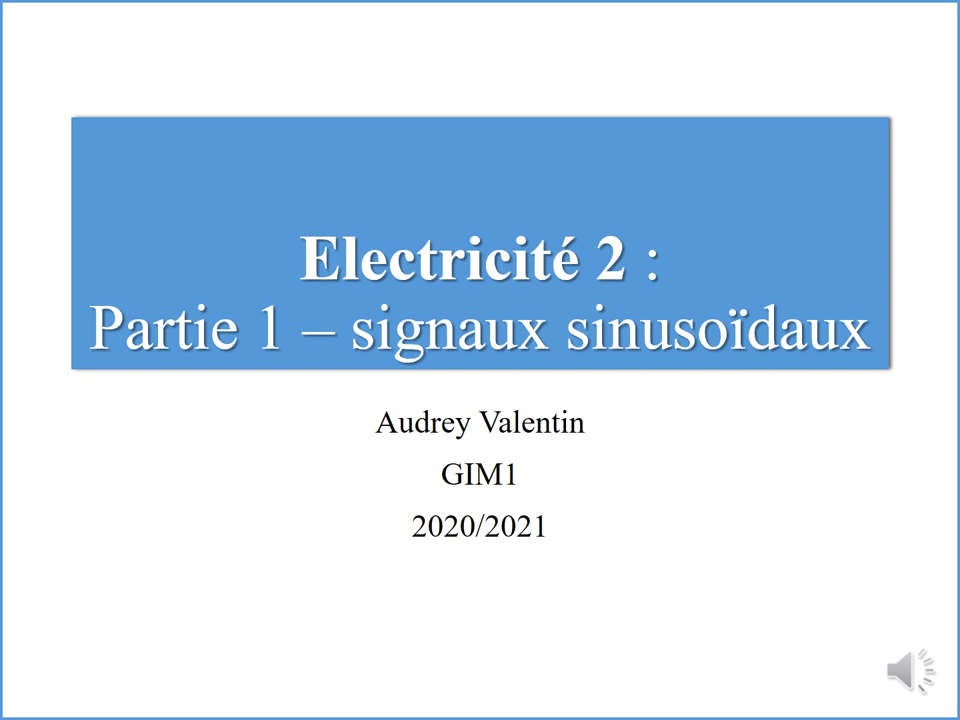 Electricité 2 :
Partie 1 – signaux sinusoïdaux
Audrey Valentin
GIM1
2020/2021